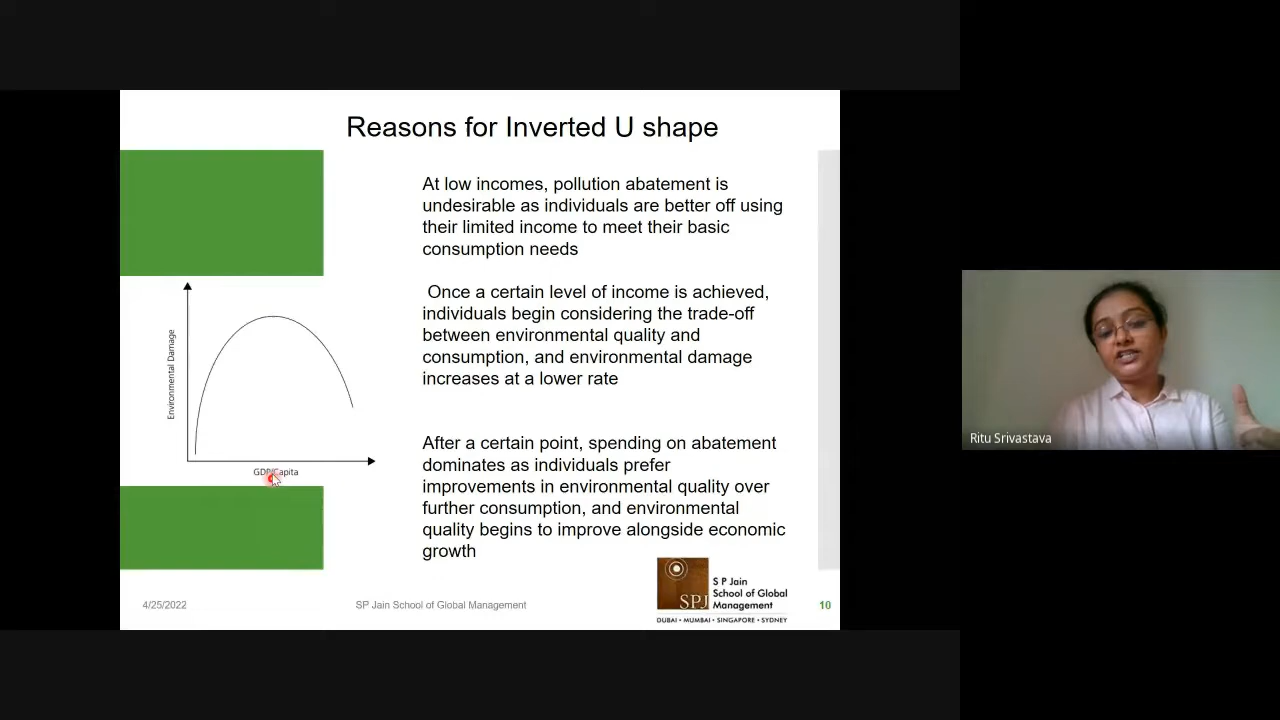 Reasons for Inverted U shape
At low incomes, pollution abatement is
undesirable as individuals are better off using
their limited income to meet their basic
consumption needs
Once a certain level of income is achieved,
individuals begin considering the trade-off
between environmental quality and
consumption, and environmental damage
increases at a lower rate
After a certain point, spending on abatement
dominates as individuals prefer
improvements in environmental quality over
further consumption, and environmental
quality begins to improve alongside economic
growth
Environmental Damage
GDP/Capita
4/25/2022
SP Jain School of Global Management
SPJ
S P Jain
School of Global
Management
DUBAI • MUMBAI • SINGAPORE • SYDNEY
10
Ritu Srivastava